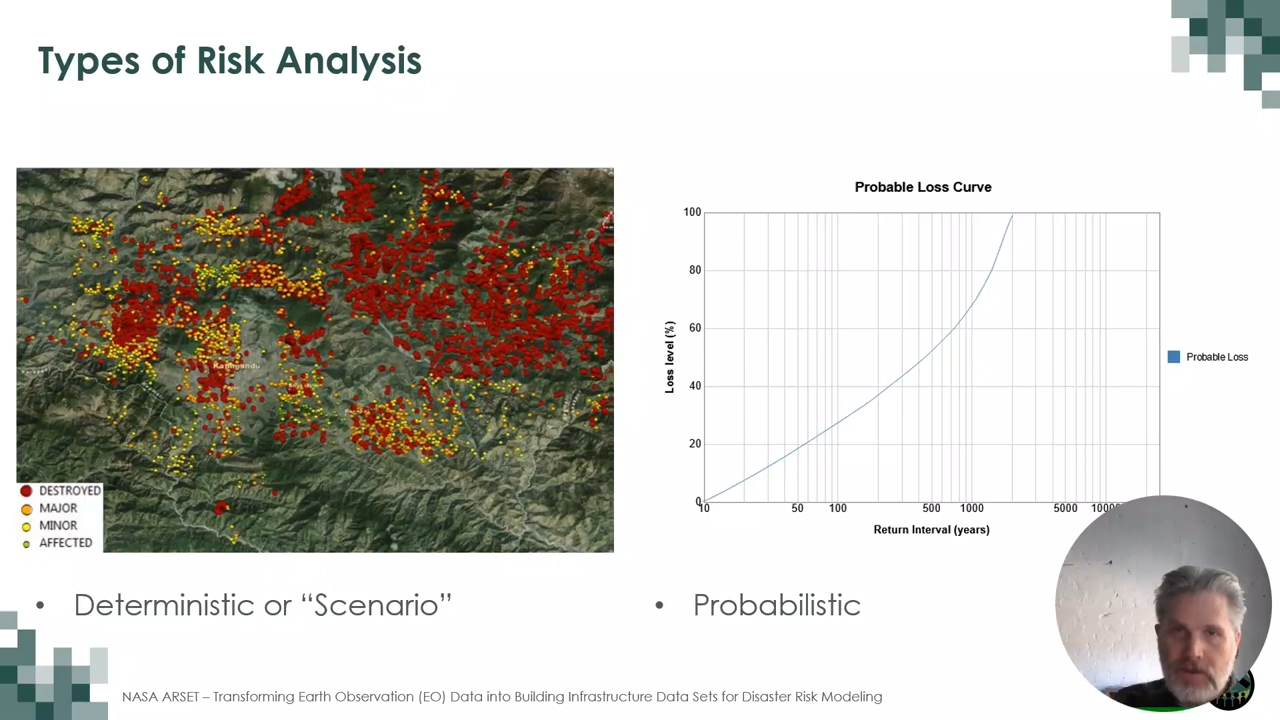 Types of Risk Analysis
Kathmandu
DESTROYED
MAJOR
MINOR
AFFECTED
Probable Loss Curve
Loss level (%)
100
80
60
40
20
0
10 50 100 500 1000 5000
Return Interval (years)
Probable Loss
• Deterministic or “Scenario”
• Probabilistic
NASA ARSET – Transforming Earth Observation (EO) Data into Building Infrastructure Data Sets for Disaster Risk Modeling